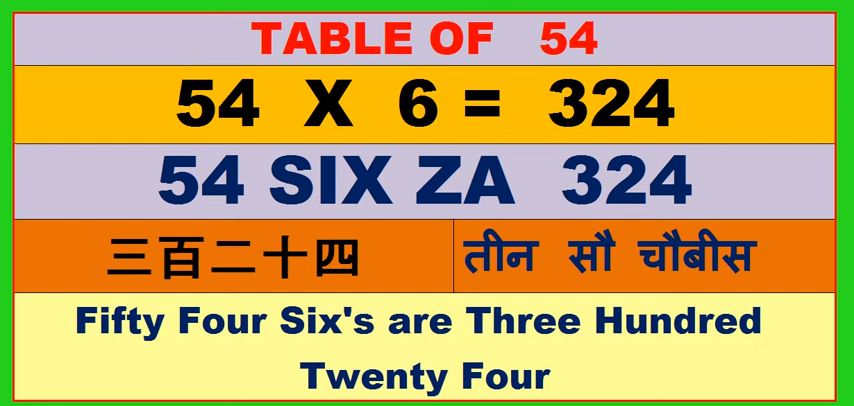 TABLE OF 54
54 X 6 = 324
54 SIX ZA 324
三百二十四 तीन सौ चौबीस
Fifty Four Six's are Three Hundred
Twenty Four